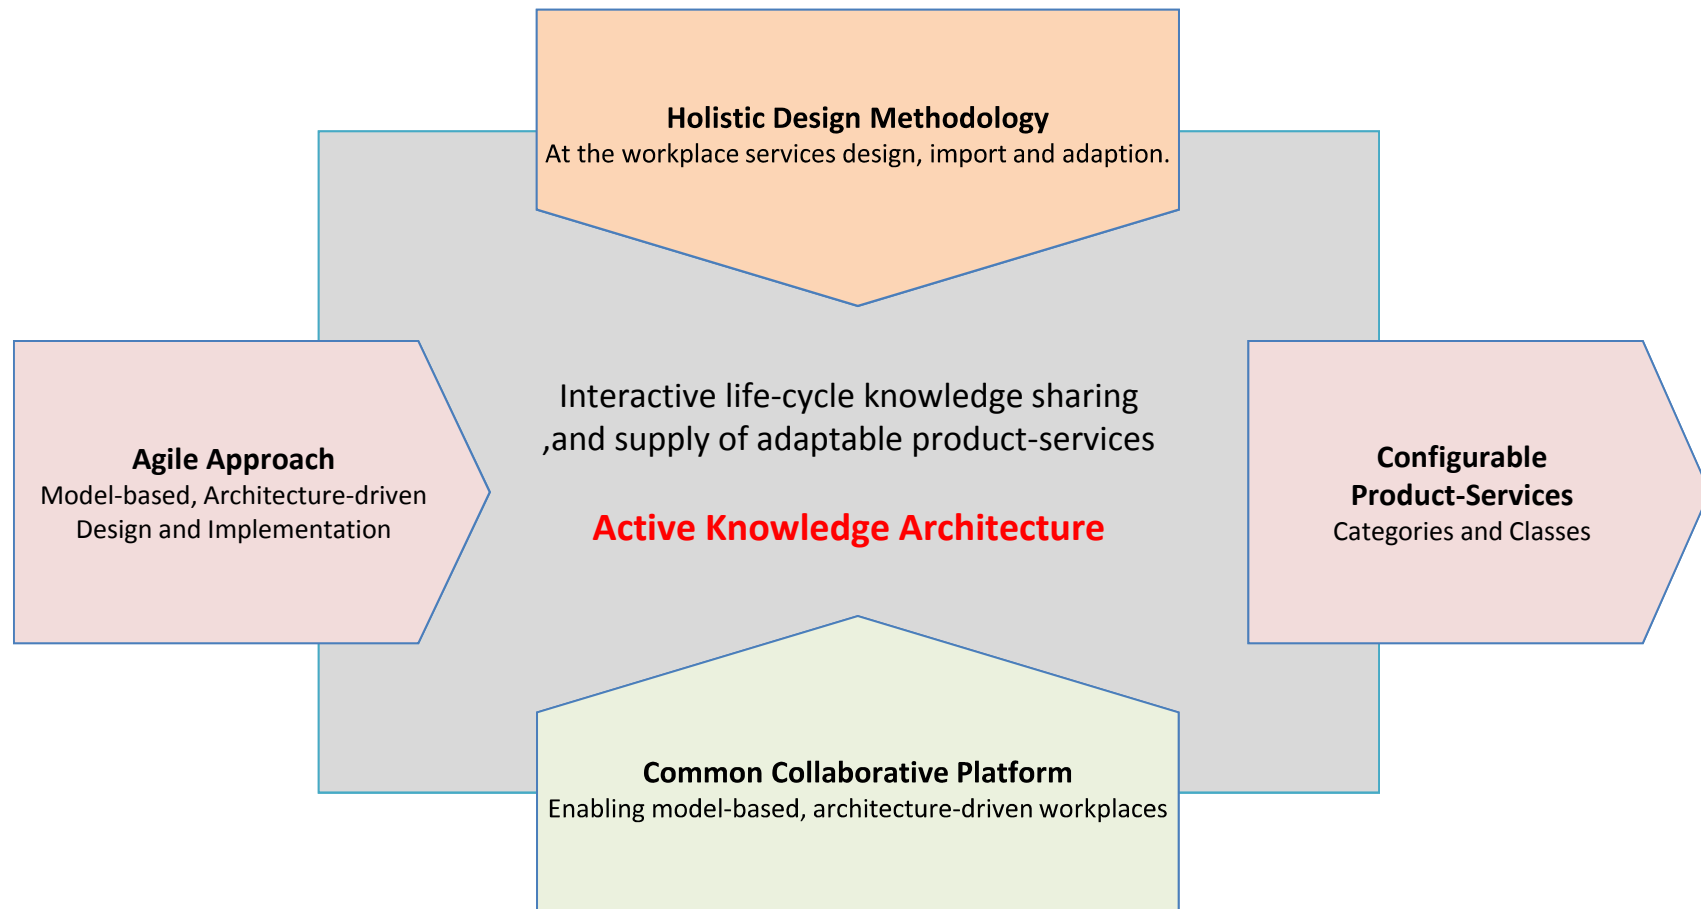 Holistic Design Methodology
At the workplace services design, import and adaption.
Interactive life-cycle knowledge sharing
,and supply of adaptable product-services
Active Knowledge Architecture
Agile Approach
Model-based, Architecture-driven
Design and Implementation
Configurable
Product-Services
Categories and Classes
Common Collaborative Platform
Enabling model-based, architecture-driven workplaces